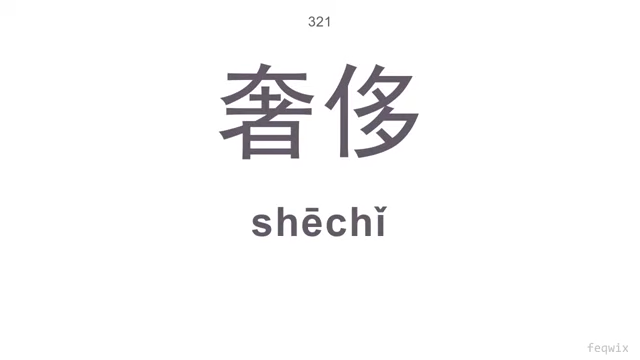 321
奢侈
shēchǐ
feqwix